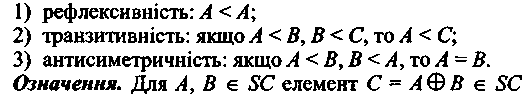 1) рефлексивність: A < A;
2) транзитивність: якщо A < B, B < C, то A < C;
3) антисиметричність: якщо A < B, B < A, то A = B.
Означення. Для A, B ∈ SC елемент C = A ⊕ B ∈ SC